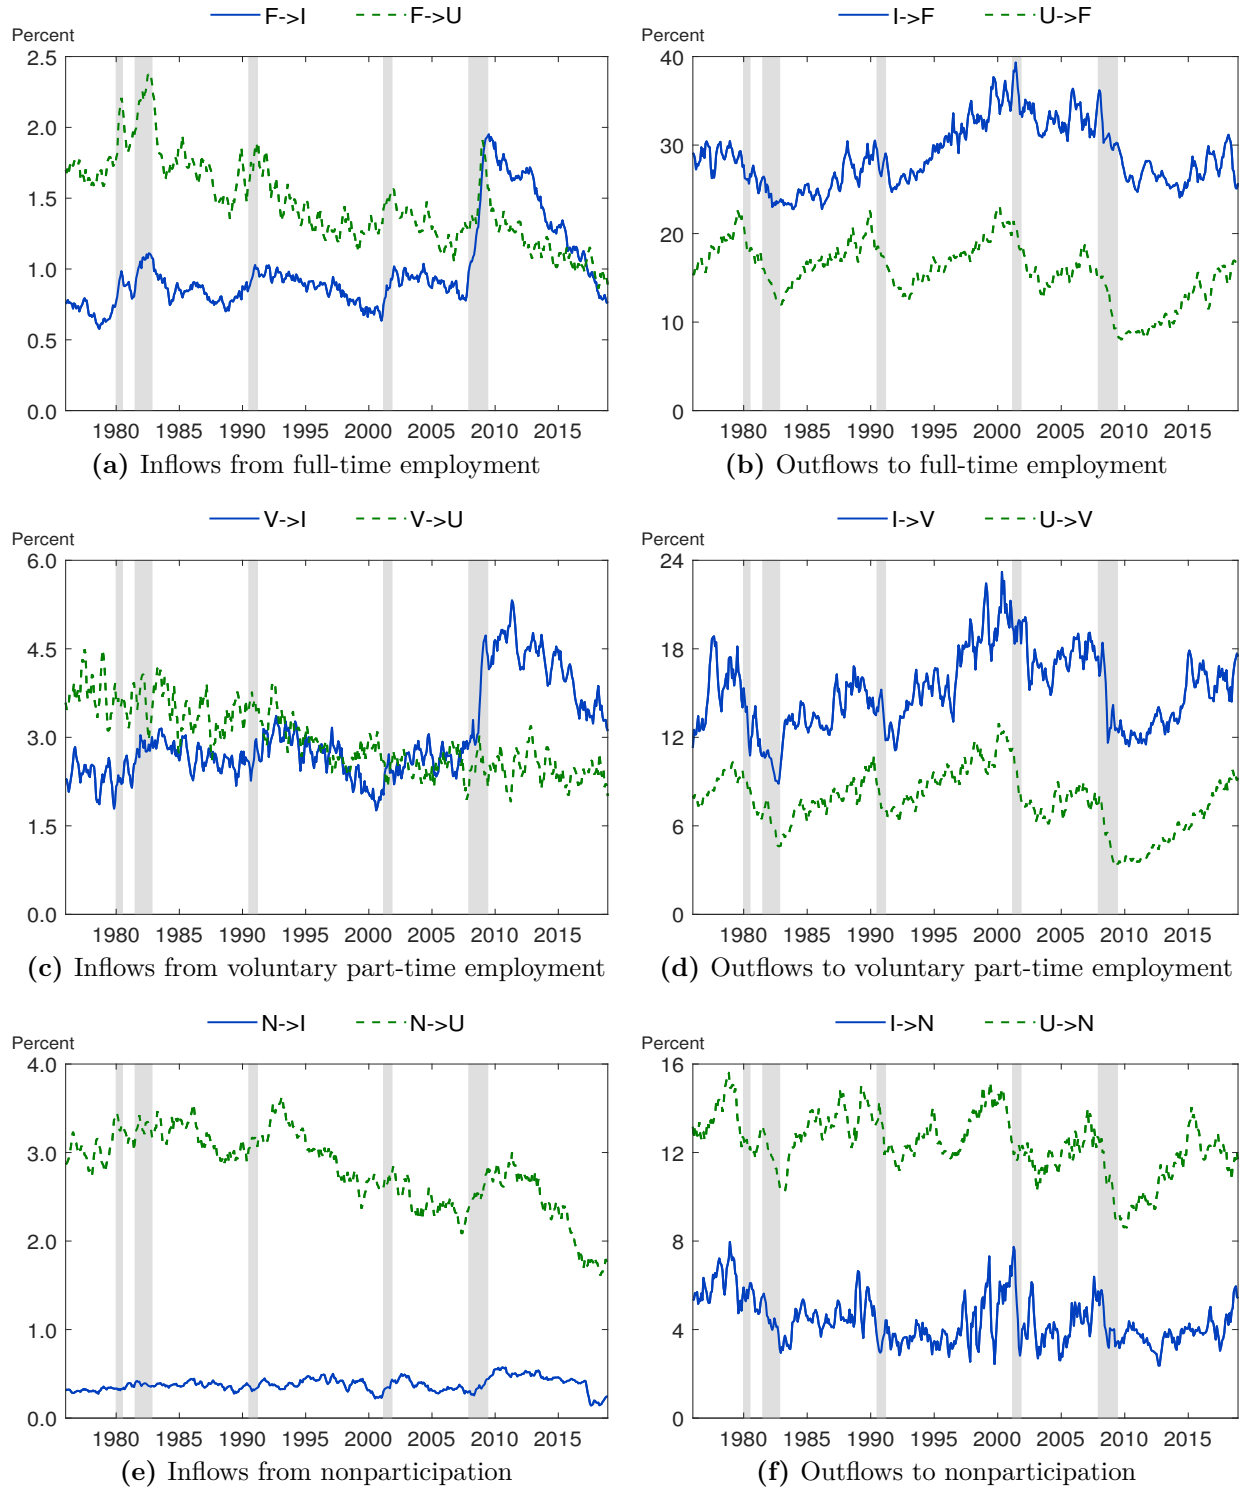 F->I F->U
Percent
2.5
2.0
1.5
1.0
0.5
0.0
1980 1985 1990 1995 2000 2005 2010 2015
(a) Inflows from full-time employment
I->F U->F
Percent
40
30
20
10
0
1980 1985 1990 1995 2000 2005 2010 2015
(b) Outflows to full-time employment
V->I V->U
Percent
6.0
4.5
3.0
1.5
0.0
1980 1985 1990 1995 2000 2005 2010 2015
(c) Inflows from voluntary part-time employment
I->V U->V
Percent
24
18
12
6
0
1980 1985 1990 1995 2000 2005 2010 2015
(d) Outflows to voluntary part-time employment
N->I N->U
Percent
4.0
3.0
2.0
1.0
0.0
1980 1985 1990 1995 2000 2005 2010 2015
(e) Inflows from nonparticipation
I->N U->N
Percent
16
12
8
4
0
1980 1985 1990 1995 2000 2005 2010 2015
(f) Outflows to nonparticipation